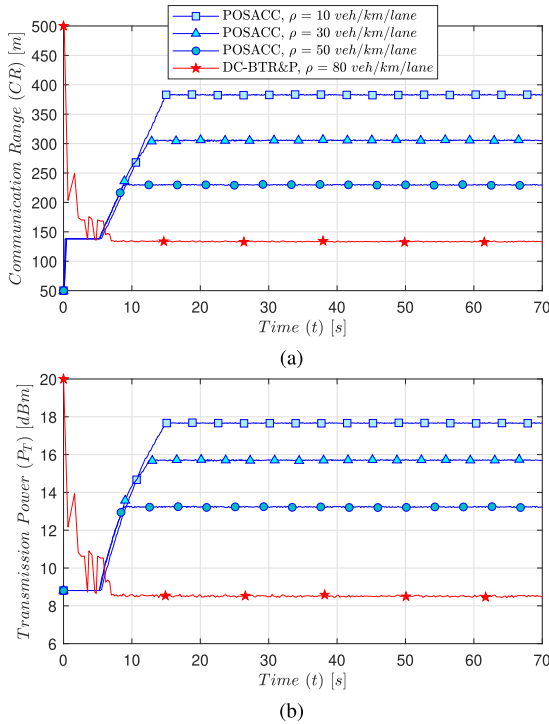 POSACC, ρ = 10 veh/km/lane
POSACC, ρ = 30 veh/km/lane
POSACC, ρ = 50 veh/km/lane
DC-BTR&P, ρ = 80 veh/km/lane
Communication Range (CR) [m]
500
450
400
350
300
250
200
150
100
50
0 10 20 30 40 50 60 70
Time (t) [s]
(a)
Transmission Power (P_T) [dBm]
20
18
16
14
12
10
8
6
0 10 20 30 40 50 60 70
Time (t) [s]
(b)